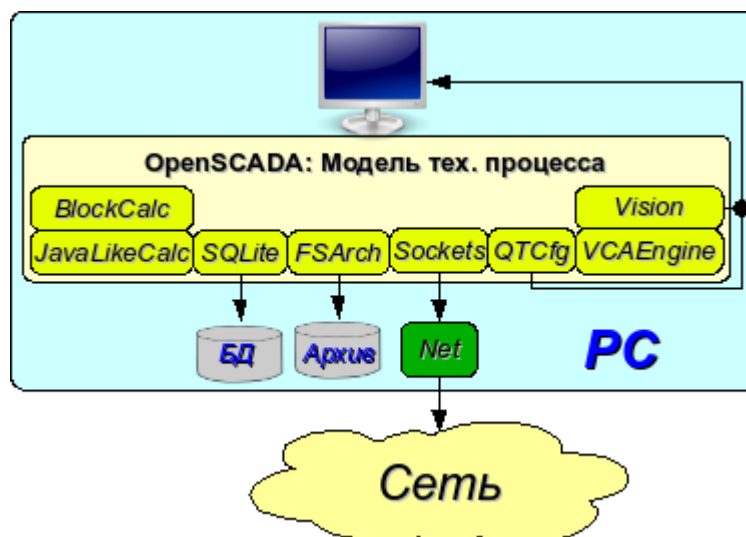 OpenSCADA: Модель тех. процесса
BlockCalc
Vision
JavaLikeCalc
SQLite
FSArch
Sockets
QTCfg
VCAEngine
БД
Архив
Net
PC
Сеть